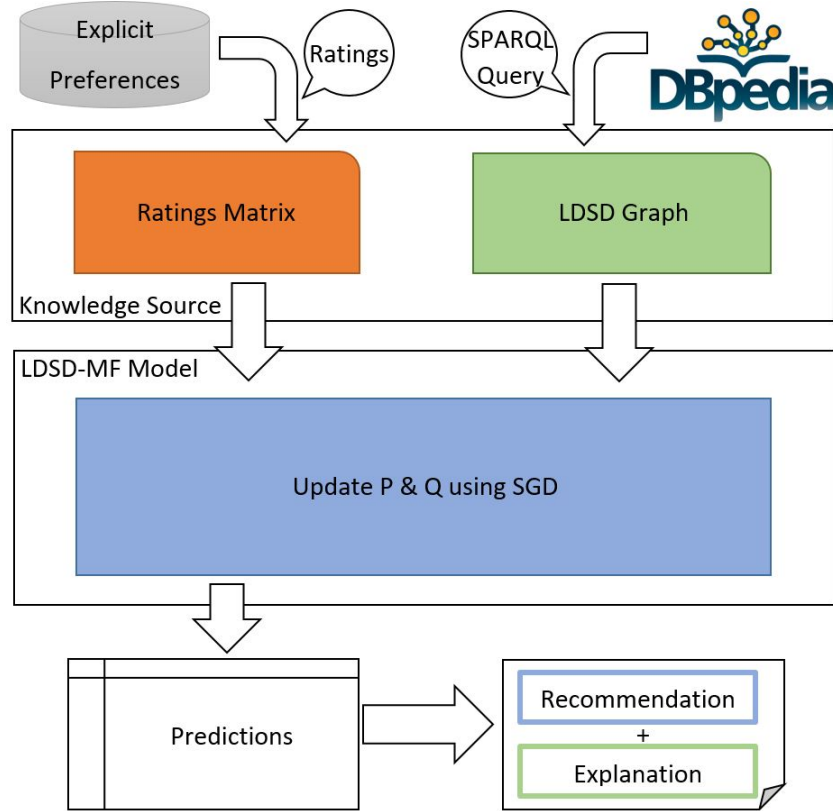 Explicit
Preferences
Ratings
SPARQL
Query
DBpedia
Ratings Matrix
LDSD Graph
Knowledge Source
LDSD-MF Model
Update P & Q using SGD
Predictions
Recommendation
+
Explanation